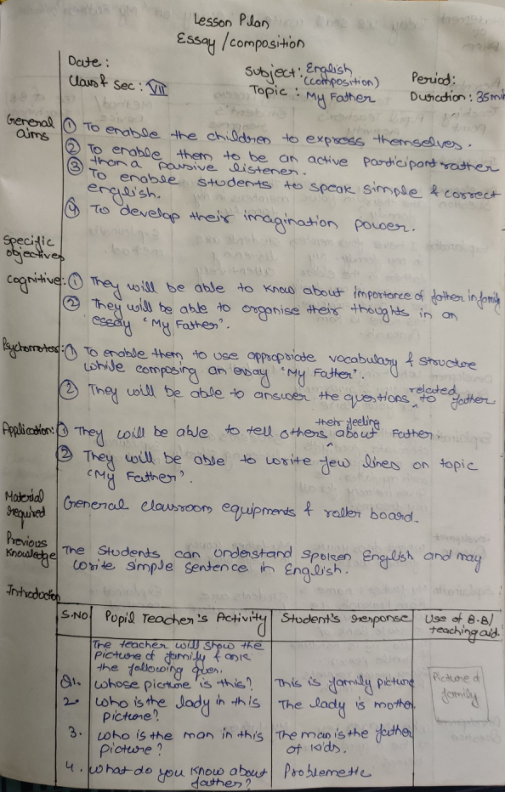 Lesson Plan
Essay/composition
Date:
Subject: English
(composition)
Period:
Class & Sec: VII
Topic: My Father
Duration: 35 min
General
aims
① To enable the children to express themselves.
② To enable them to be an active participant rather
than a passive listener.
③ To enable students to speak simple & correct
english.
④ To develop their imagination power.
Specific
objectives
Cognitive: ① They will be able to know about importance of father in family
② They will be able to organise their thoughts in an
essay 'My Father'.
Psychomotor: ① To enable them to use appropriate vocabulary & structure
while composing an essay 'My Father'.
② They will be able to answer the questions related to father
Application: ① They will be able to tell others their feeling about Father
② They will be able to write few lines on topic
"My Father".
Material
required
General classroom equipments & roller board.
Previous
Knowledge
The Students can understand spoken English and may
write simple sentence in English.
Introduction
S.NO Pupil Teacher's Activity Student's response Use of B.B/
teaching aid
The teacher will show the
picture of family & ask
the following ques.
Q1. Whose picture is this? This is family picture
2 Who is the lady in this
picture? The lady is mother
3. Who is the man in this
picture? The man is the father
of kids.
4. What do you know about
father?
Picture of
family